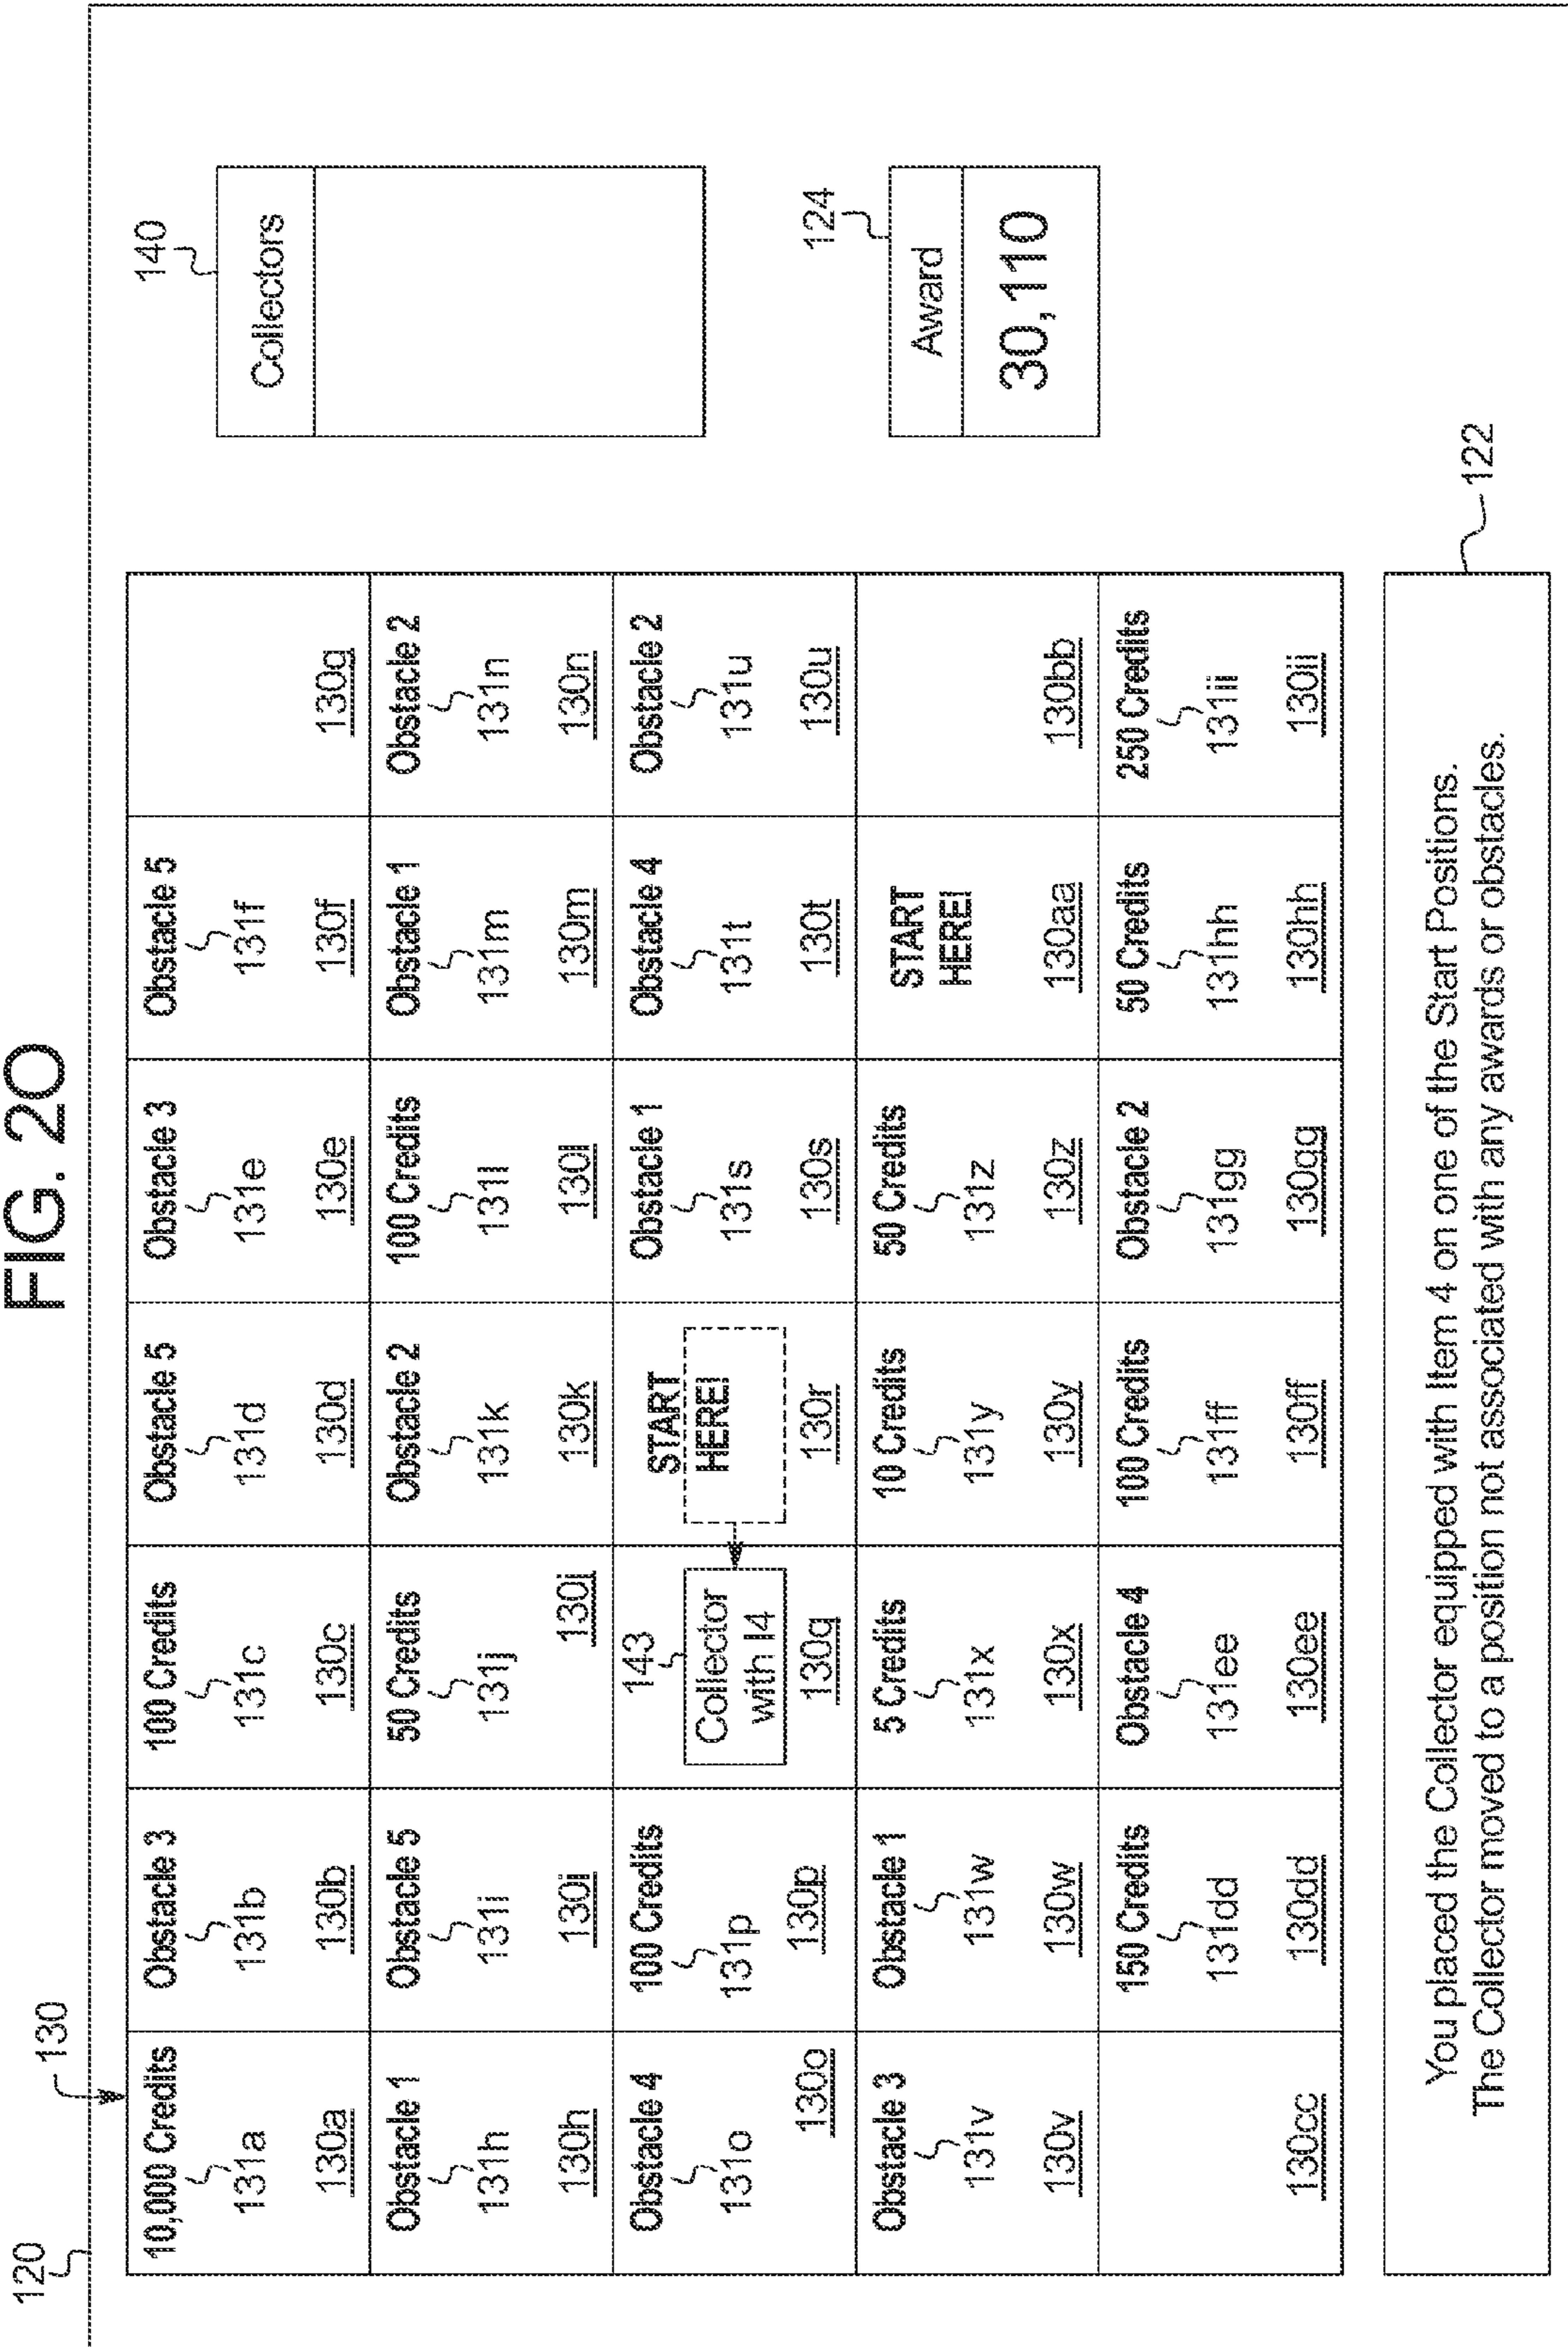 FIG. 2O
120
130
10,000 Credits
131a
130a
Obstacle 3
131b
130b
100 Credits
131c
130c
Obstacle 5
131d
130d
Obstacle 3
131e
130e
Obstacle 5
131f
130f
130g
Obstacle 1
131h
130h
Obstacle 5
131i
130i
50 Credits
131j
130j
Obstacle 2
131k
130k
100 Credits
131l
130l
Obstacle 1
131m
130m
Obstacle 2
131n
130n
Obstacle 4
131o
130o
100 Credits
131p
130p
143
Collector
with I4
130q
START
HERE!
130r
Obstacle 1
131s
130s
Obstacle 4
131t
130t
Obstacle 2
131u
130u
Obstacle 3
131v
130v
Obstacle 1
131w
130w
5 Credits
131x
130x
10 Credits
131y
130y
50 Credits
131z
130z
START
HERE!
130aa
130bb
130cc
150 Credits
131dd
130dd
Obstacle 4
131ee
130ee
100 Credits
131ff
130ff
Obstacle 2
131gg
130gg
50 Credits
131hh
130hh
250 Credits
131ii
130ii
140
Collectors
124
Award
30,110
You placed the Collector equipped with Item 4 on one of the Start Positions.
The Collector moved to a position not associated with any awards or obstacles.
122